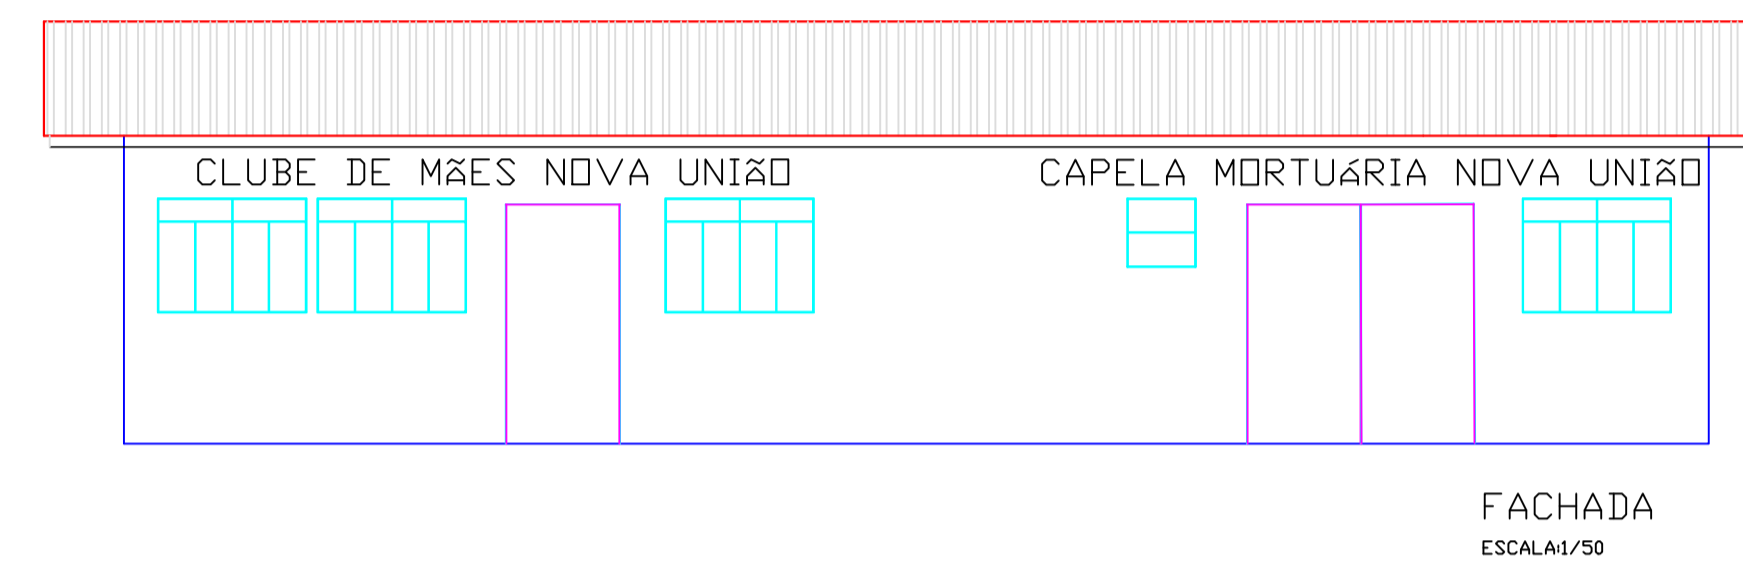 CLUBE DE MãES NOVA UNIãO
CAPELA MORTUáRIA NOVA UNIãO
FACHADA
ESCALA:1/50